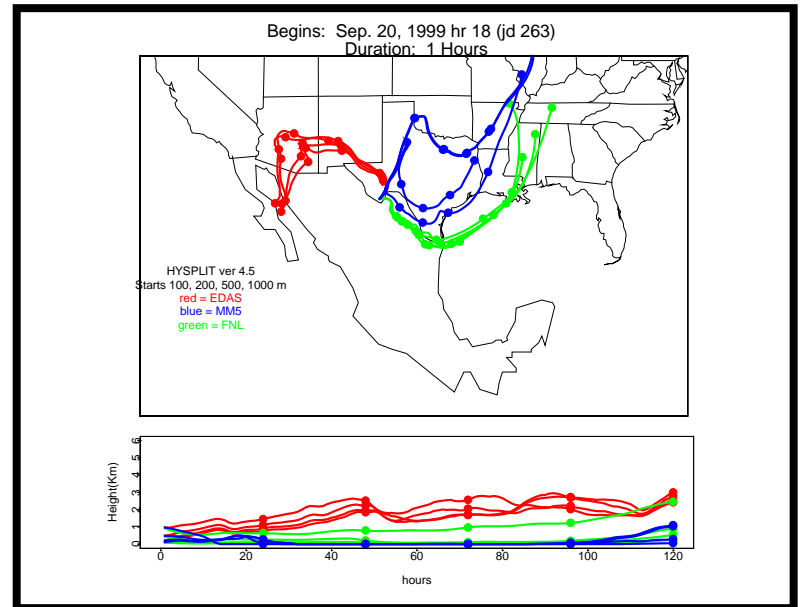 Begins: Sep. 20, 1999 hr 18 (jd 263)
Duration: 1 Hours
HYSPLIT ver 4.5
Starts 100, 200, 500, 1000 m
red = EDAS
blue = MM5
green = FNL
Height(Km)
6
5
4
3
2
1
0
0 20 40 60 80 100 120
hours